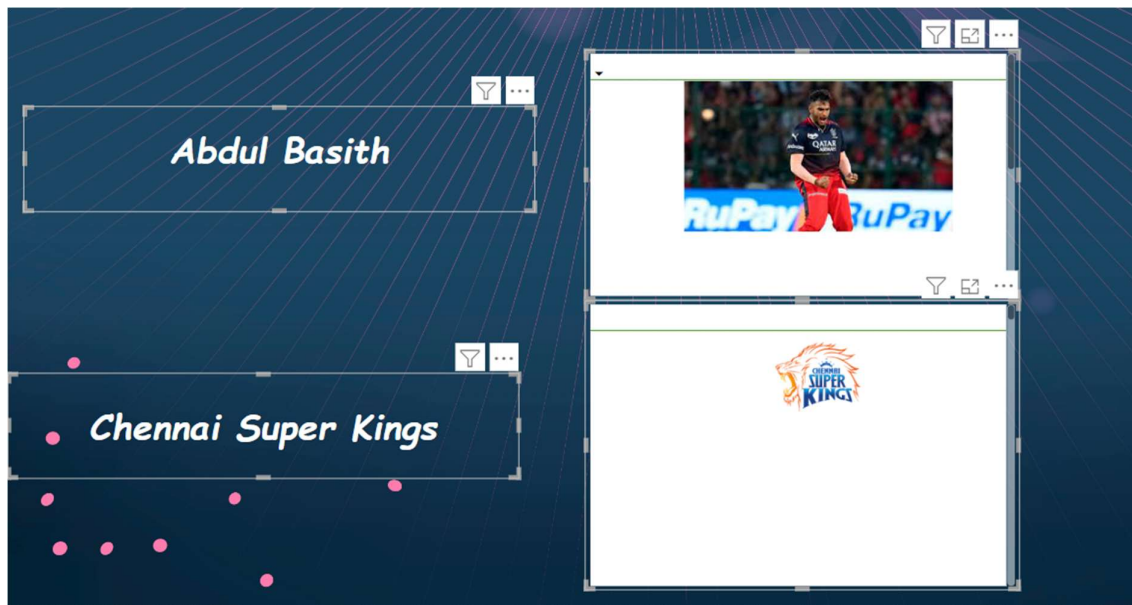 Abdul Basith
QATAR
AIRWAYS
RuPay RuPay
Chennai Super Kings
CHENNAI
SUPER
KINGS